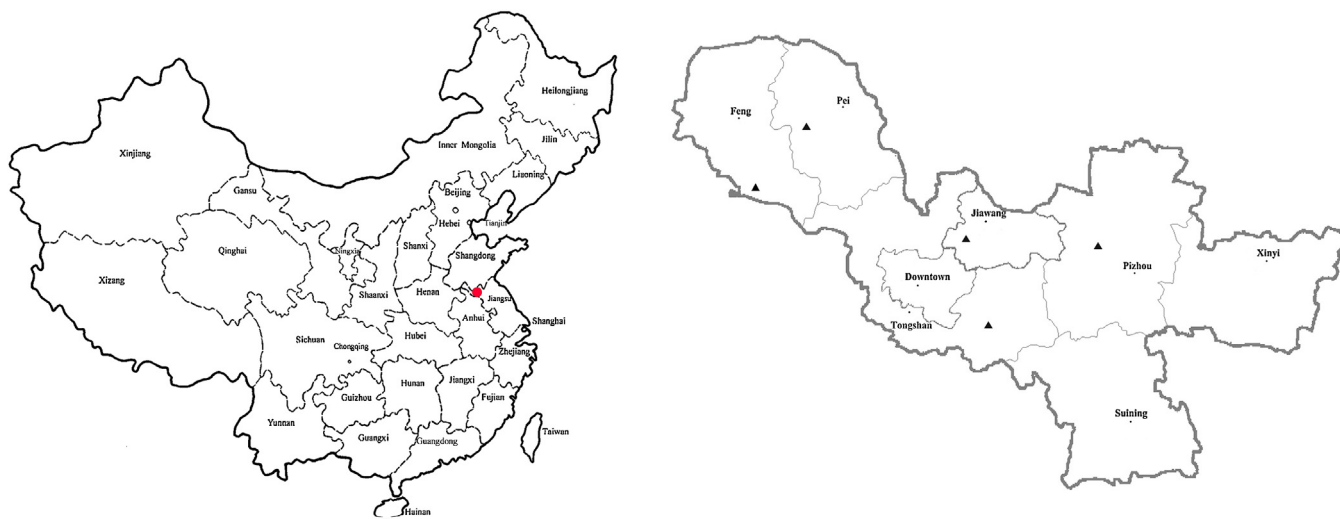 Heilongjiang
Jilin
Inner Mongolia
Liaoning
Xinjiang
Gansu
Beijing
Hebei
Tianjin
Ningxia
Shanxi
Qinghai
Shangdong
Xizang
Shaanxi
Henan
Jiangsu
Anhui
Shanghai
Hubei
Sichuan
Chongqing
Zhejiang
Hunan
Jiangxi
Guizhou
Fujian
Yunnan
Guangxi
Guangdong
Taiwan
Hainan
Feng
Pei
Jiawang
Xinyi
Pizhou
Downtown
Tongshan
Suining